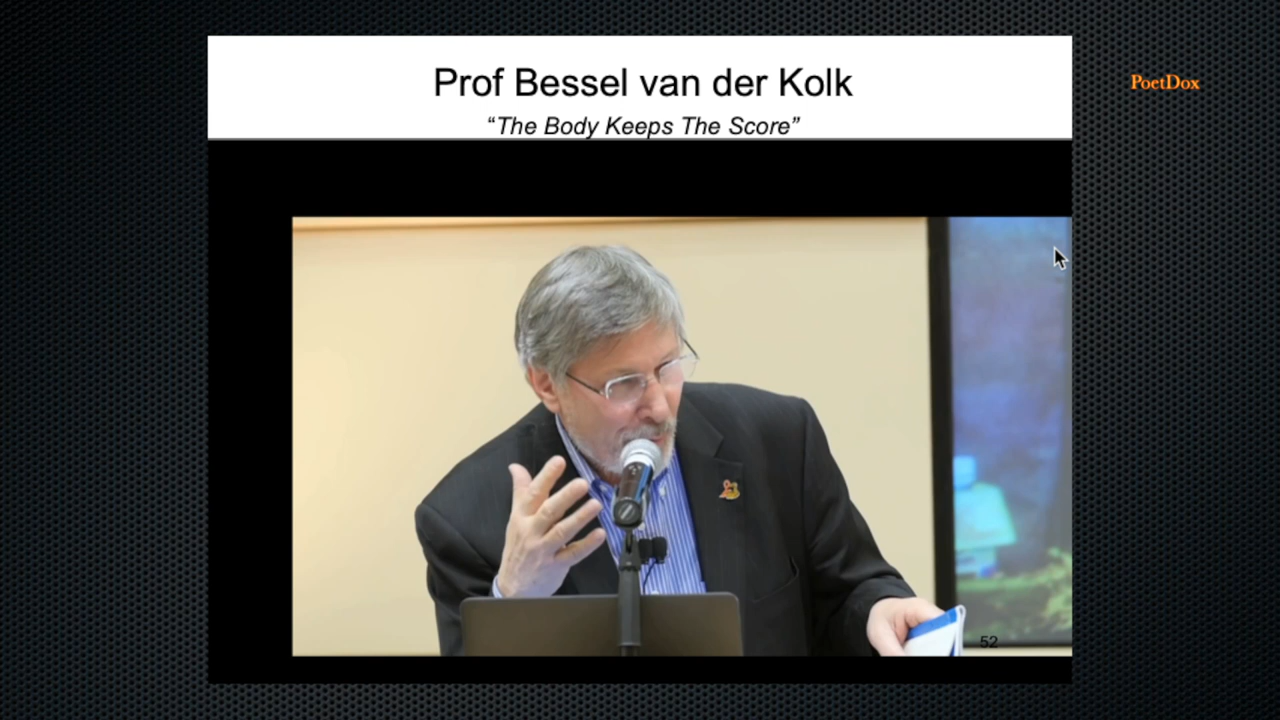 Prof Bessel van der Kolk
“The Body Keeps The Score”
PoetDox
52